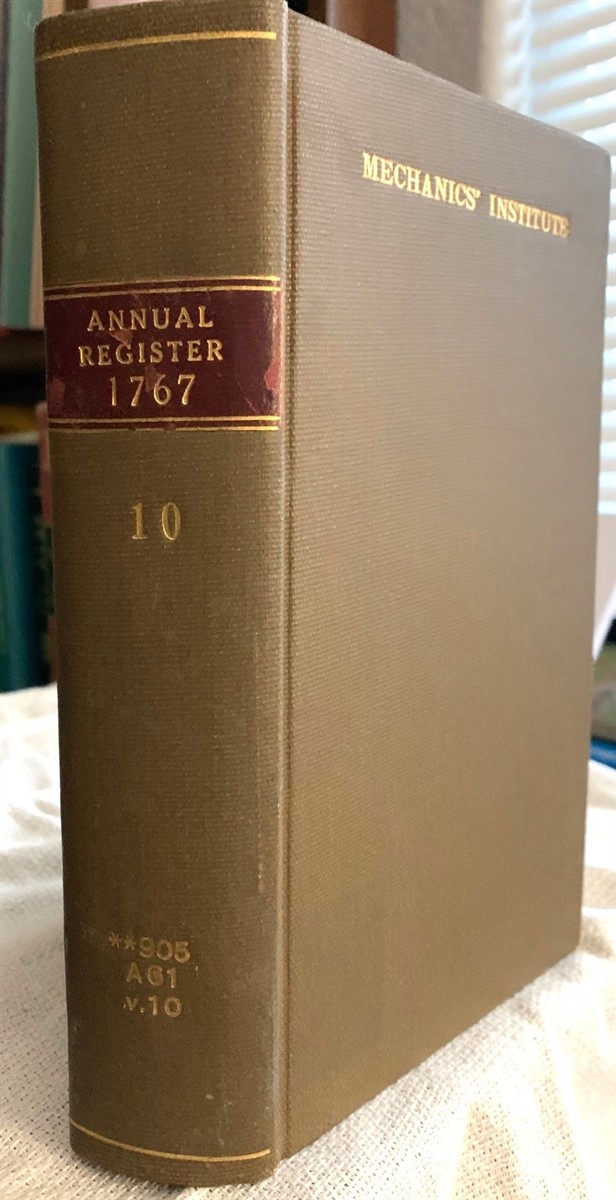 MECHANICS' INSTITUTE
ANNUAL
REGISTER
1767
10
**905
A61
v.10